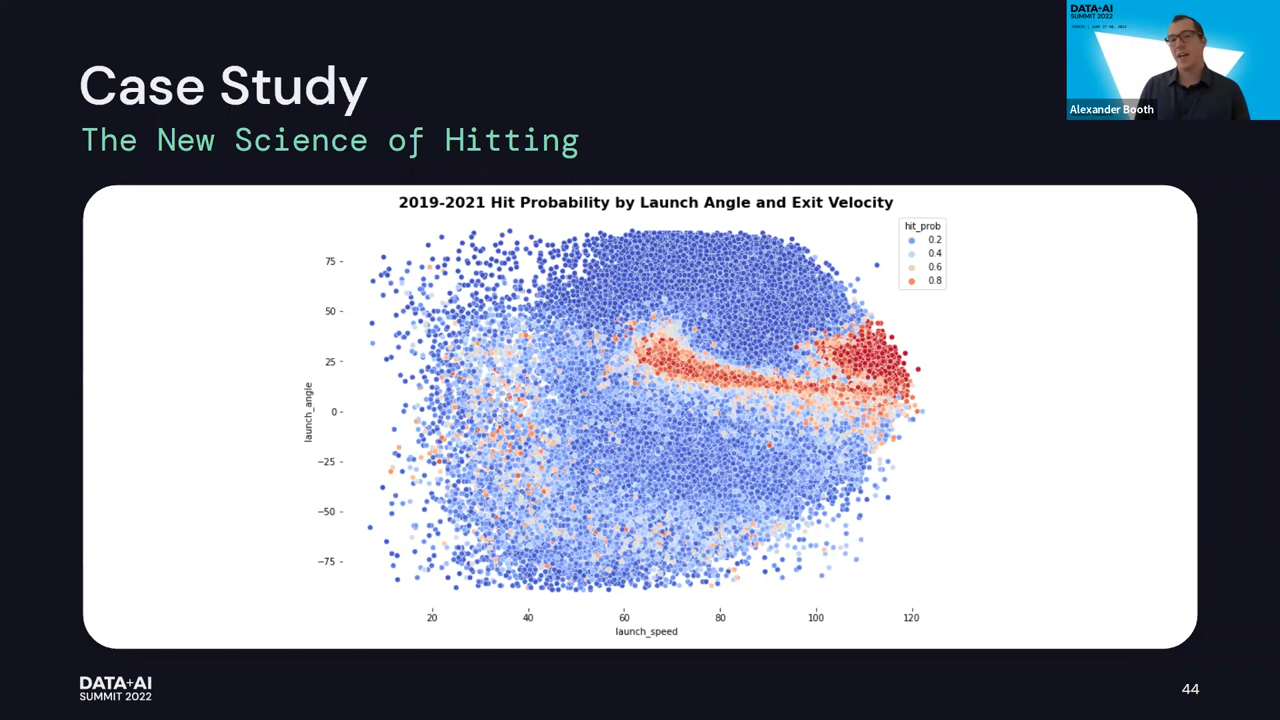 Case Study
The New Science of Hitting
DATA+AI
SUMMIT 2022
Alexander Booth
2019-2021 Hit Probability by Launch Angle and Exit Velocity
hit_prob
0.2
0.4
0.6
0.8
launch_angle
75
50
25
0
−25
−50
−75
20 40 60 80 100 120
launch_speed
DATA+AI
SUMMIT 2022
44